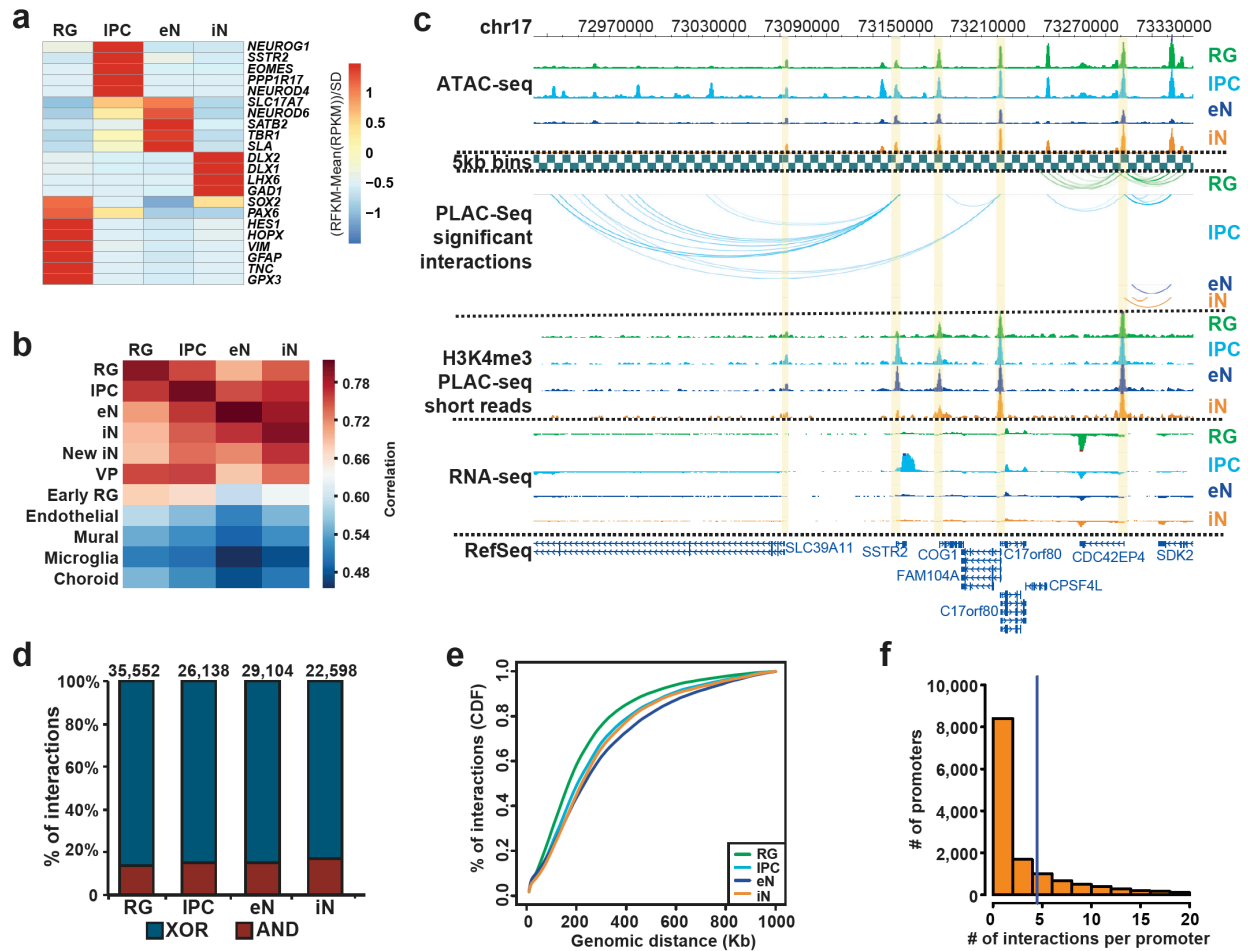 a
RG IPC eN iN
NEUROG1
SSTR2
EOMES
PPP1R17
NEUROD4
SLC17A7
NEUROD6
SATB2
TBR1
SLA
DLX2
DLX1
LHX6
GAD1
SOX2
PAX6
HES1
HOPX
VIM
GFAP
TNC
GPX3
1
0.5
0
−0.5
−1
(RFKM-Mean(RPKM))/SD
b
RG IPC eN iN
RG
IPC
eN
iN
New iN
VP
Early RG
Endothelial
Mural
Microglia
Choroid
0.78
0.72
0.66
0.60
0.54
0.48
Correlation
c
chr17
72970000 73030000 73090000 73150000 73210000 73270000 73330000
ATAC-seq
RG
IPC
eN
iN
5kb bins
PLAC-Seq
significant
interactions
RG
IPC
eN
iN
H3K4me3
PLAC-seq
short reads
RG
IPC
eN
iN
RNA-seq
RG
IPC
eN
iN
RefSeq
SLC39A11 SSTR2 COG1 C17orf80 CDC42EP4 SDK2
FAM104A
CPSF4L
C17orf80
d
35,552 26,138 29,104 22,598
% of interactions
100%
80%
60%
40%
20%
0
RG IPC eN iN
XOR AND
e
% of interactions (CDF)
1.0
0.8
0.6
0.4
0.2
0.0
RG
IPC
eN
iN
0 200 400 600 800 1000
Genomic distance (Kb)
f
# of promoters
10,000
8,000
6,000
4,000
2,000
0
0 5 10 15 20
# of interactions per promoter